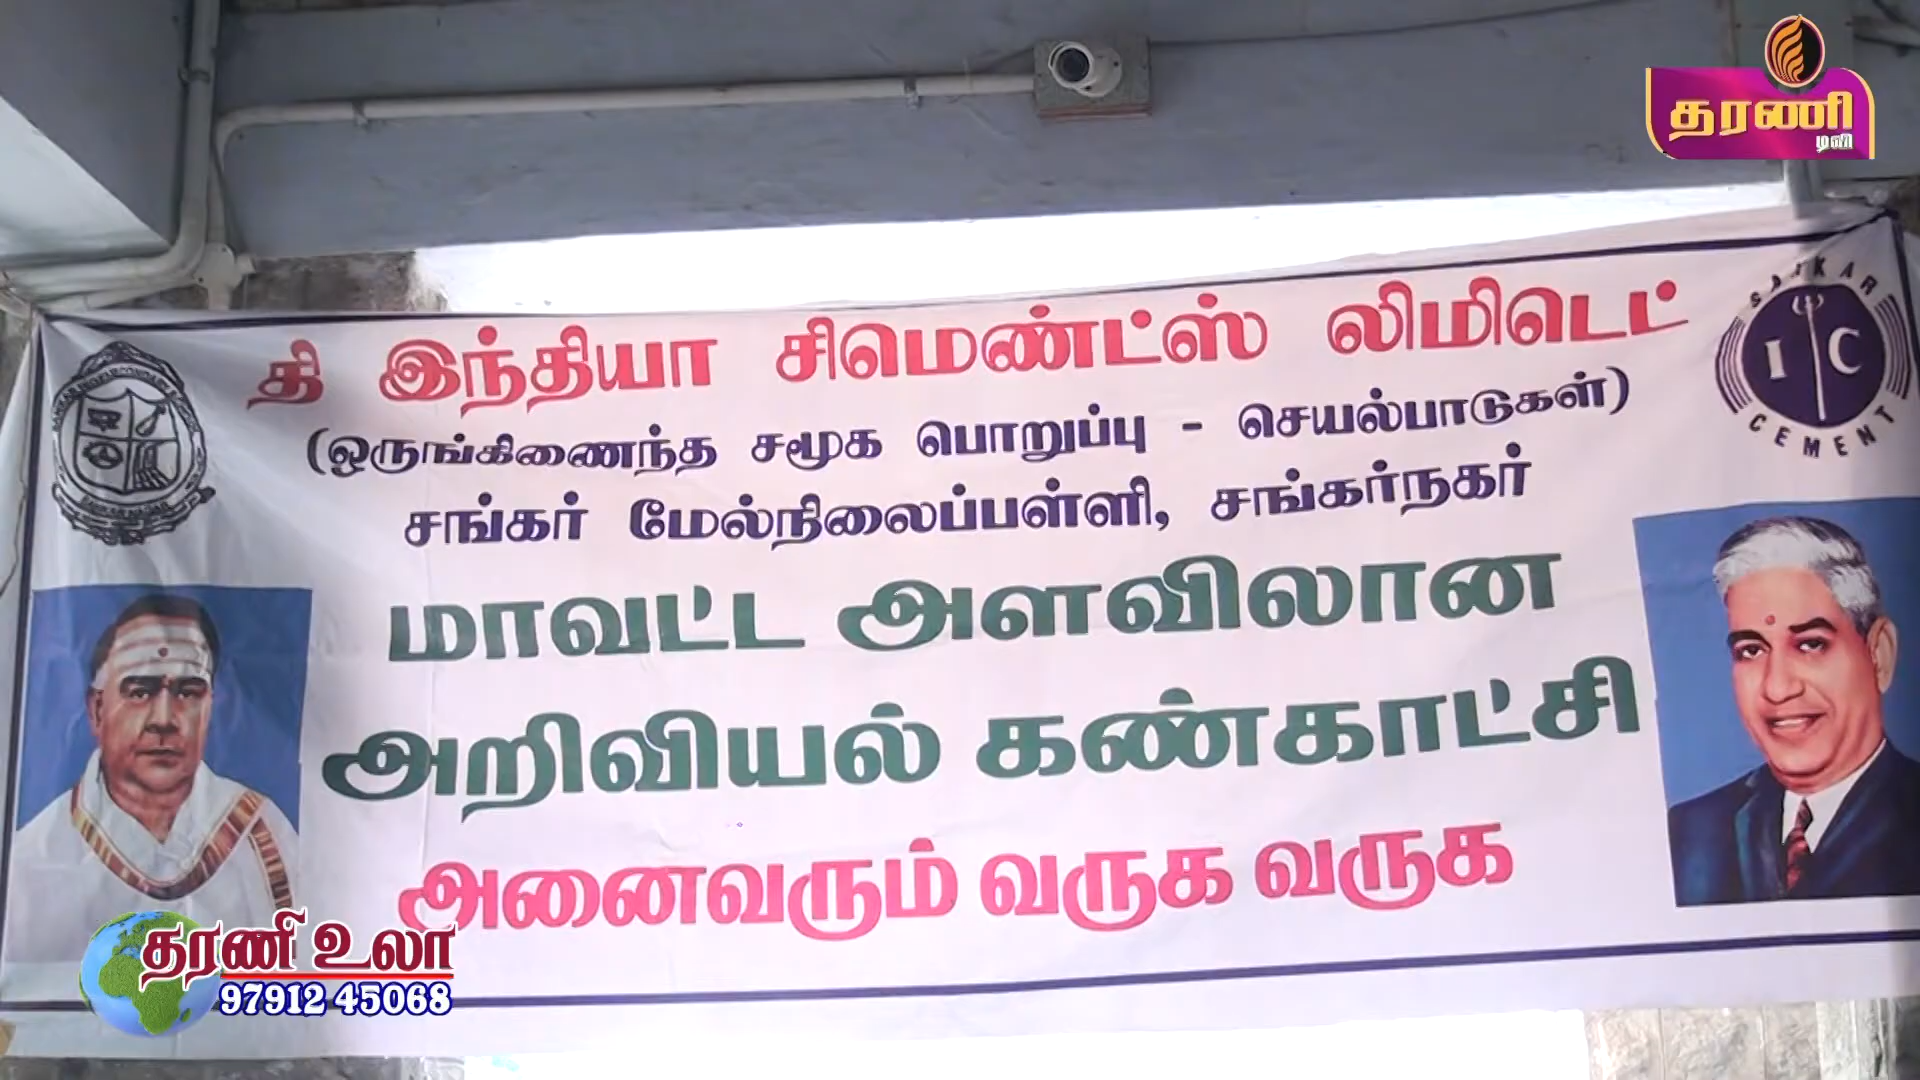 தரணி
டிவி
தி இந்தியா சிமெண்ட்ஸ் லிமிடெட்
(ஒருங்கிணைந்த சமூக பொறுப்பு - செயல்பாடுகள்)
சங்கர் மேல்நிலைப்பள்ளி, சங்கர்நகர்
மாவட்ட அளவிலான
அறிவியல் கண்காட்சி
அனைவரும் வருக வருக
SANKAR
I C
CEMENT
தரணி உலா
97912 45068